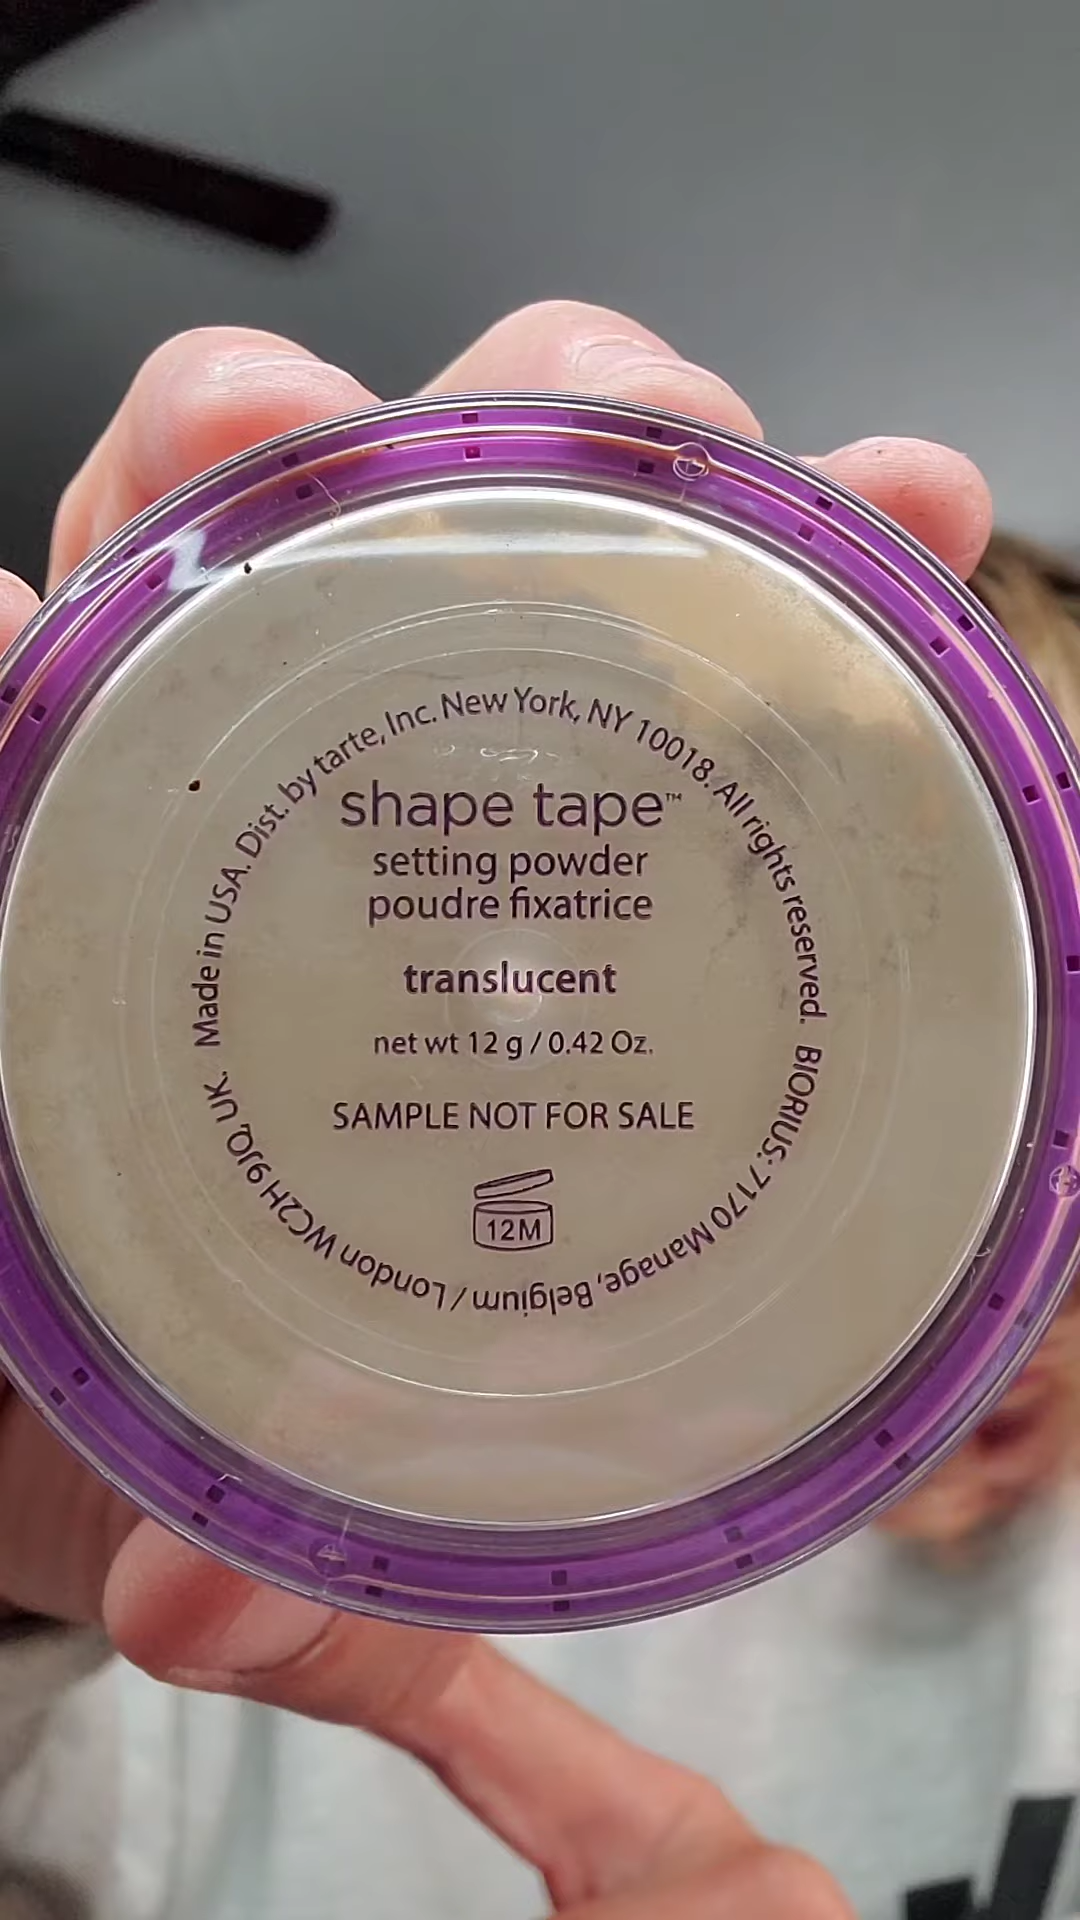 Made in USA. Dist. by tarte, Inc. New York, NY 10018. All rights reserved. BIORIUS: 7170 Manage, Belgium / London WC2H 9JQ, UK.
shape tape™
setting powder
poudre fixatrice
translucent
net wt 12 g / 0.42 Oz.
SAMPLE NOT FOR SALE
12M